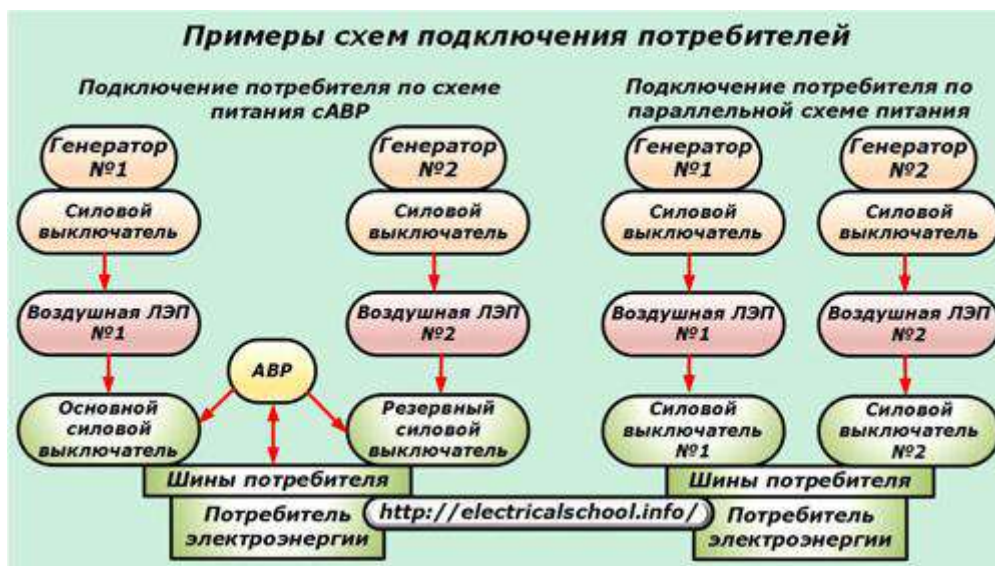 Примеры схем подключения потребителей
Подключение потребителя по схеме
питания сАВР
Генератор
№1
Силовой
выключатель
Воздушная ЛЭП
№1
Основной
силовой
выключатель
АВР
Генератор
№2
Силовой
выключатель
Воздушная ЛЭП
№2
Резервный
силовой
выключатель
Шины потребителя
Потребитель
электроэнергии
http://electricalschool.info/
Подключение потребителя по
параллельной схеме питания
Генератор
№1
Силовой
выключатель
Воздушная ЛЭП
№1
Силовой
выключатель
№1
Генератор
№2
Силовой
выключатель
Воздушная ЛЭП
№2
Силовой
выключатель
№2
Шины потребителя
Потребитель
электроэнергии